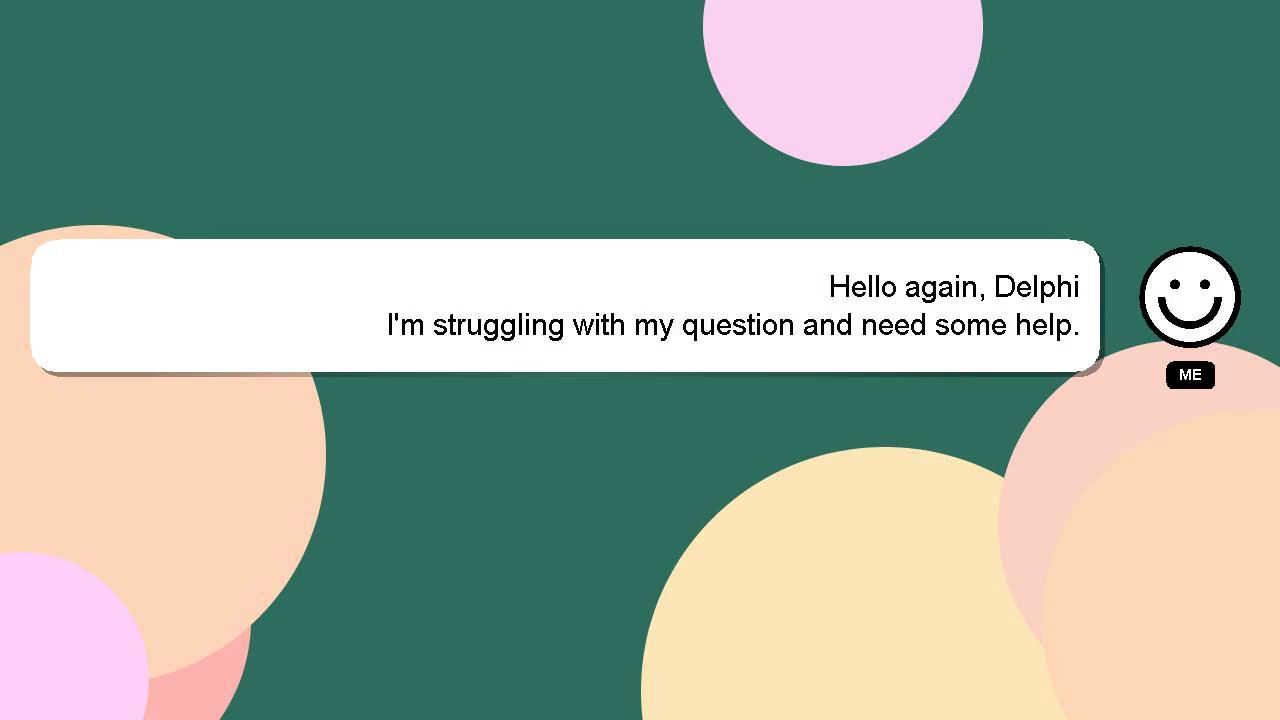 Hello again, Delphi
I'm struggling with my question and need some help.
ME